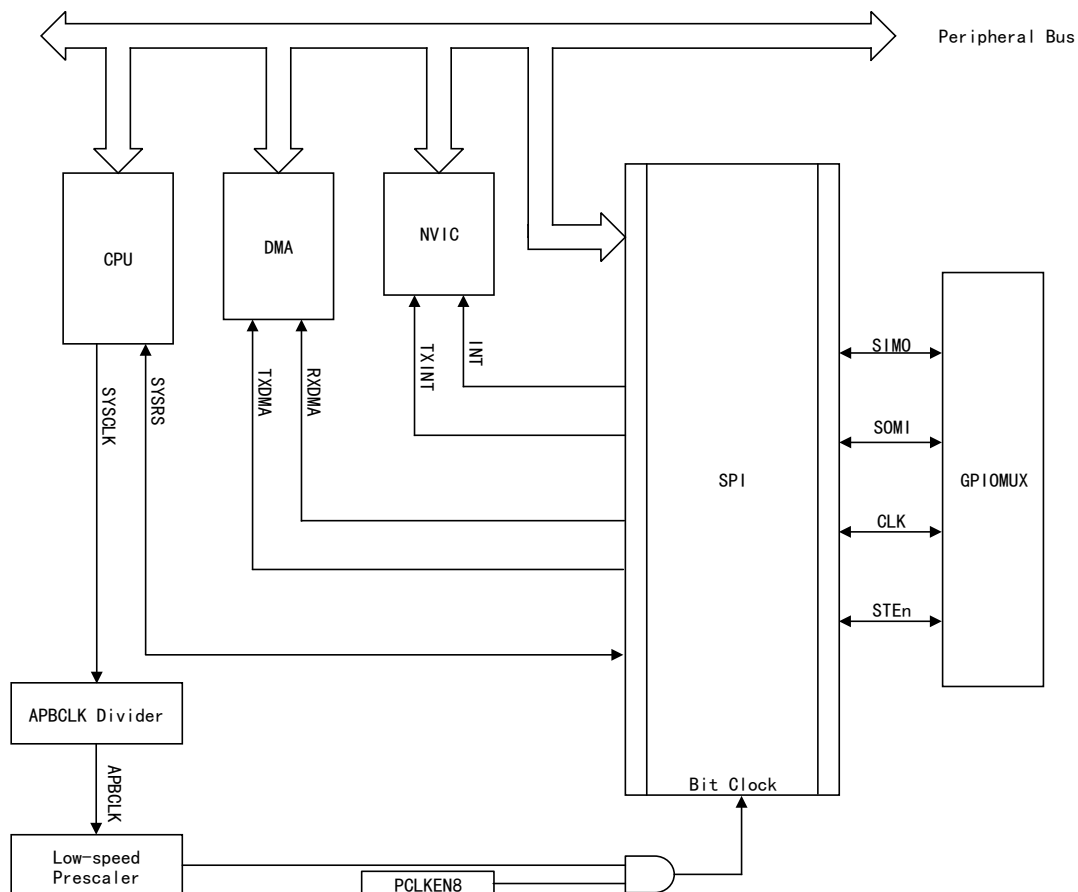 Peripheral Bus
CPU
DMA
NVIC
SYSCLK
SYSRS
TXDMA
RXDMA
TXINT
INT
SPI
SIMO
SOMI
CLK
STEn
GPIOMUX
APBCLK Divider
APBCLK
Low-speed
Prescaler
PCLKEN8
Bit Clock